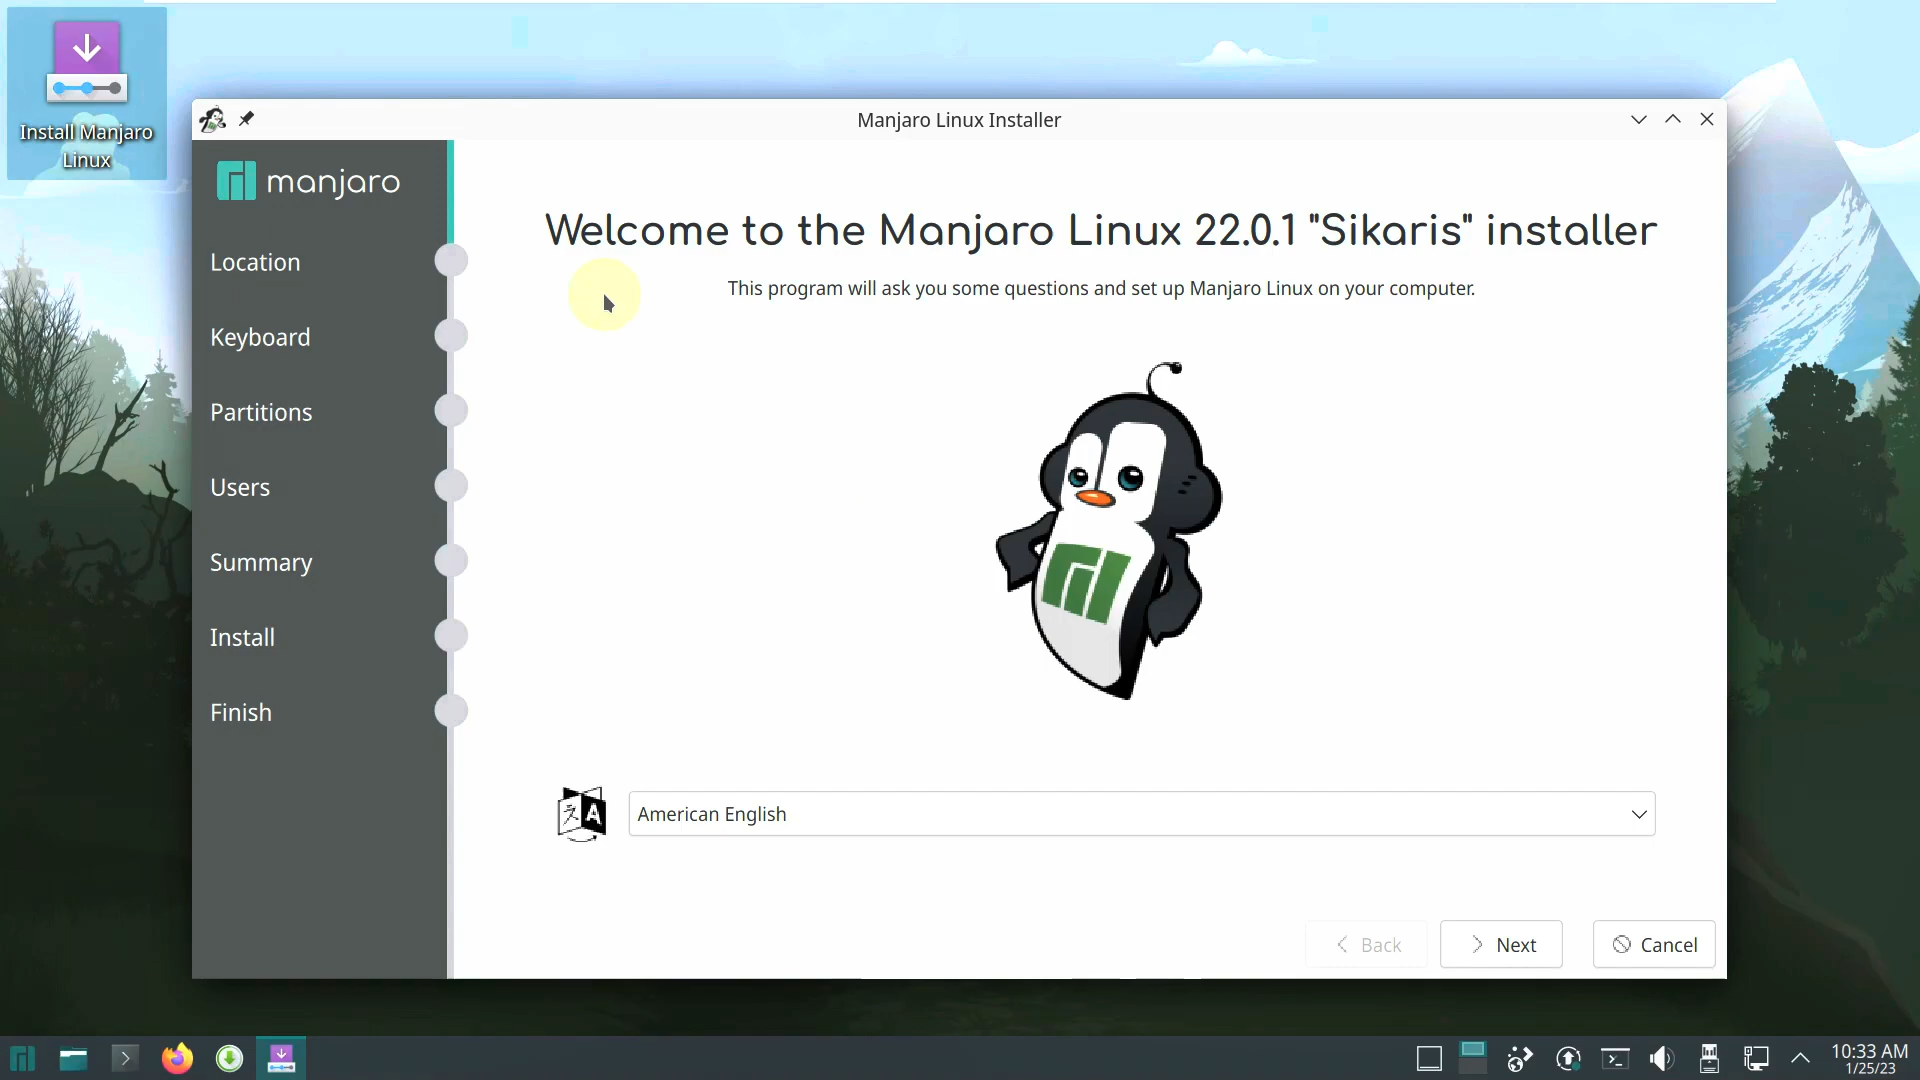 Install Manjaro
Linux
Manjaro Linux Installer
manjaro
Location
Keyboard
Partitions
Users
Summary
Install
Finish
Welcome to the Manjaro Linux 22.0.1 "Sikaris" installer
This program will ask you some questions and set up Manjaro Linux on your computer.
A
American English
Back
Next
Cancel
10:33 AM
1/25/23